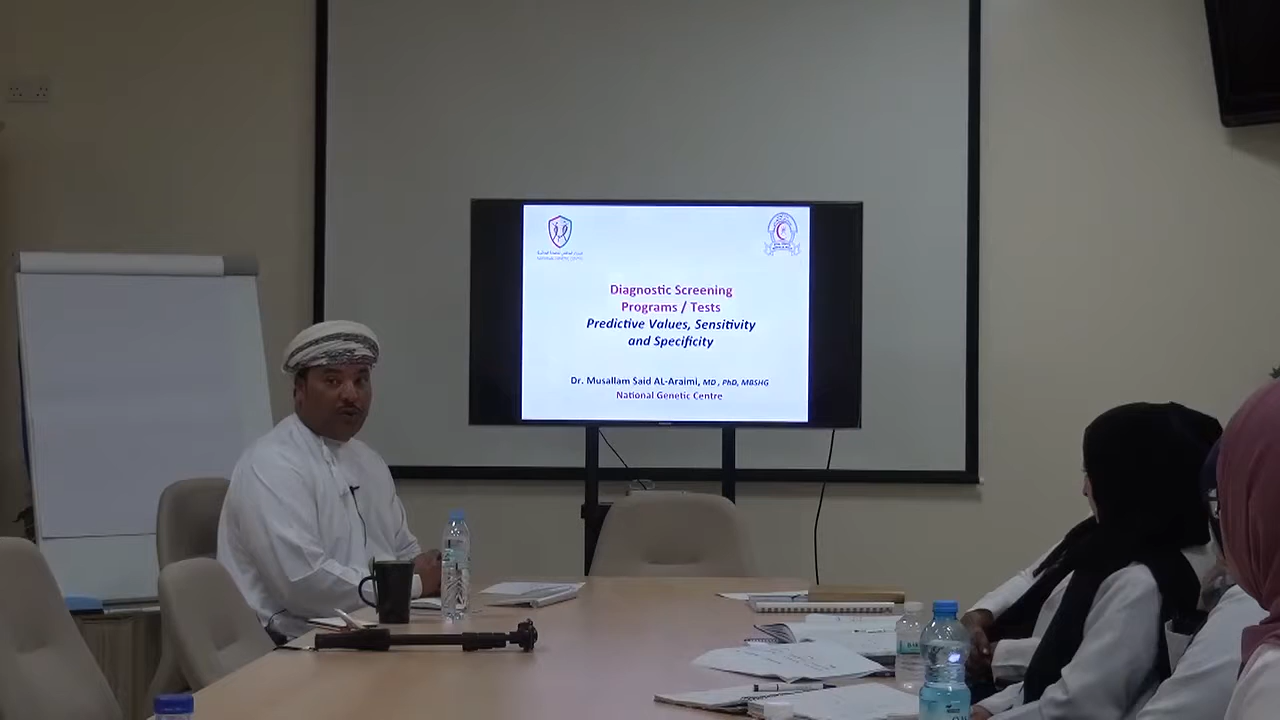 Diagnostic Screening
Programs / Tests
Predictive Values, Sensitivity
and Specificity
Dr. Musallam Said AL-Araimi, MD , PhD, MBSHG
National Genetic Centre